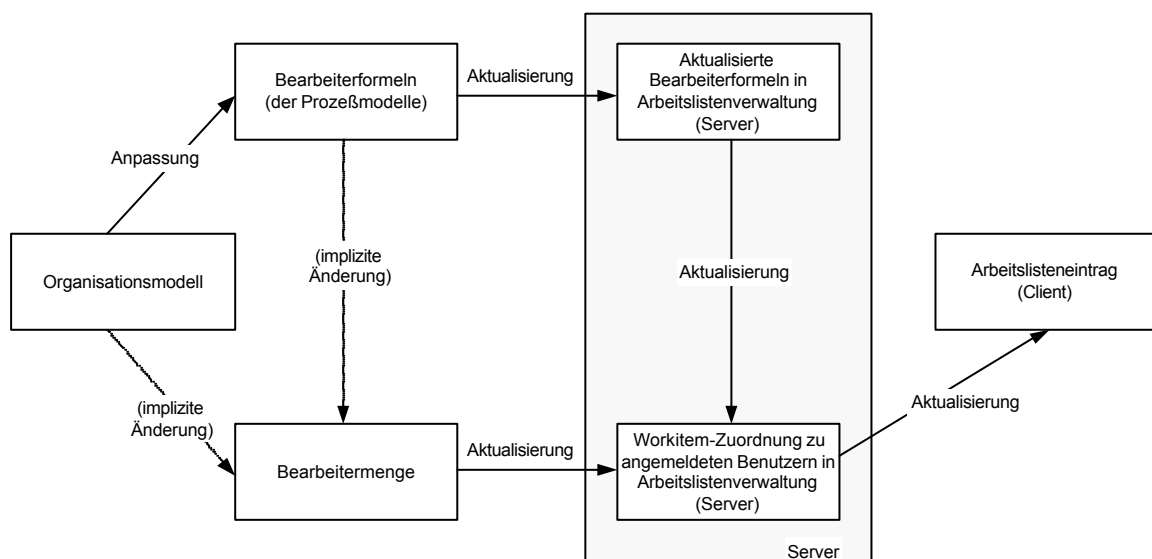 Bearbeiterformeln
(der Prozeßmodelle)
Aktualisierung
Aktualisierte
Bearbeiterformeln in
Arbeitslistenverwaltung
(Server)
Anpassung
Organisationsmodell
(implizite
Änderung)
Aktualisierung
Arbeitslisteneintrag
(Client)
(implizite
Änderung)
Bearbeitermenge
Aktualisierung
Workitem-Zuordnung zu
angemeldeten Benutzern in
Arbeitslistenverwaltung
(Server)
Aktualisierung
Server